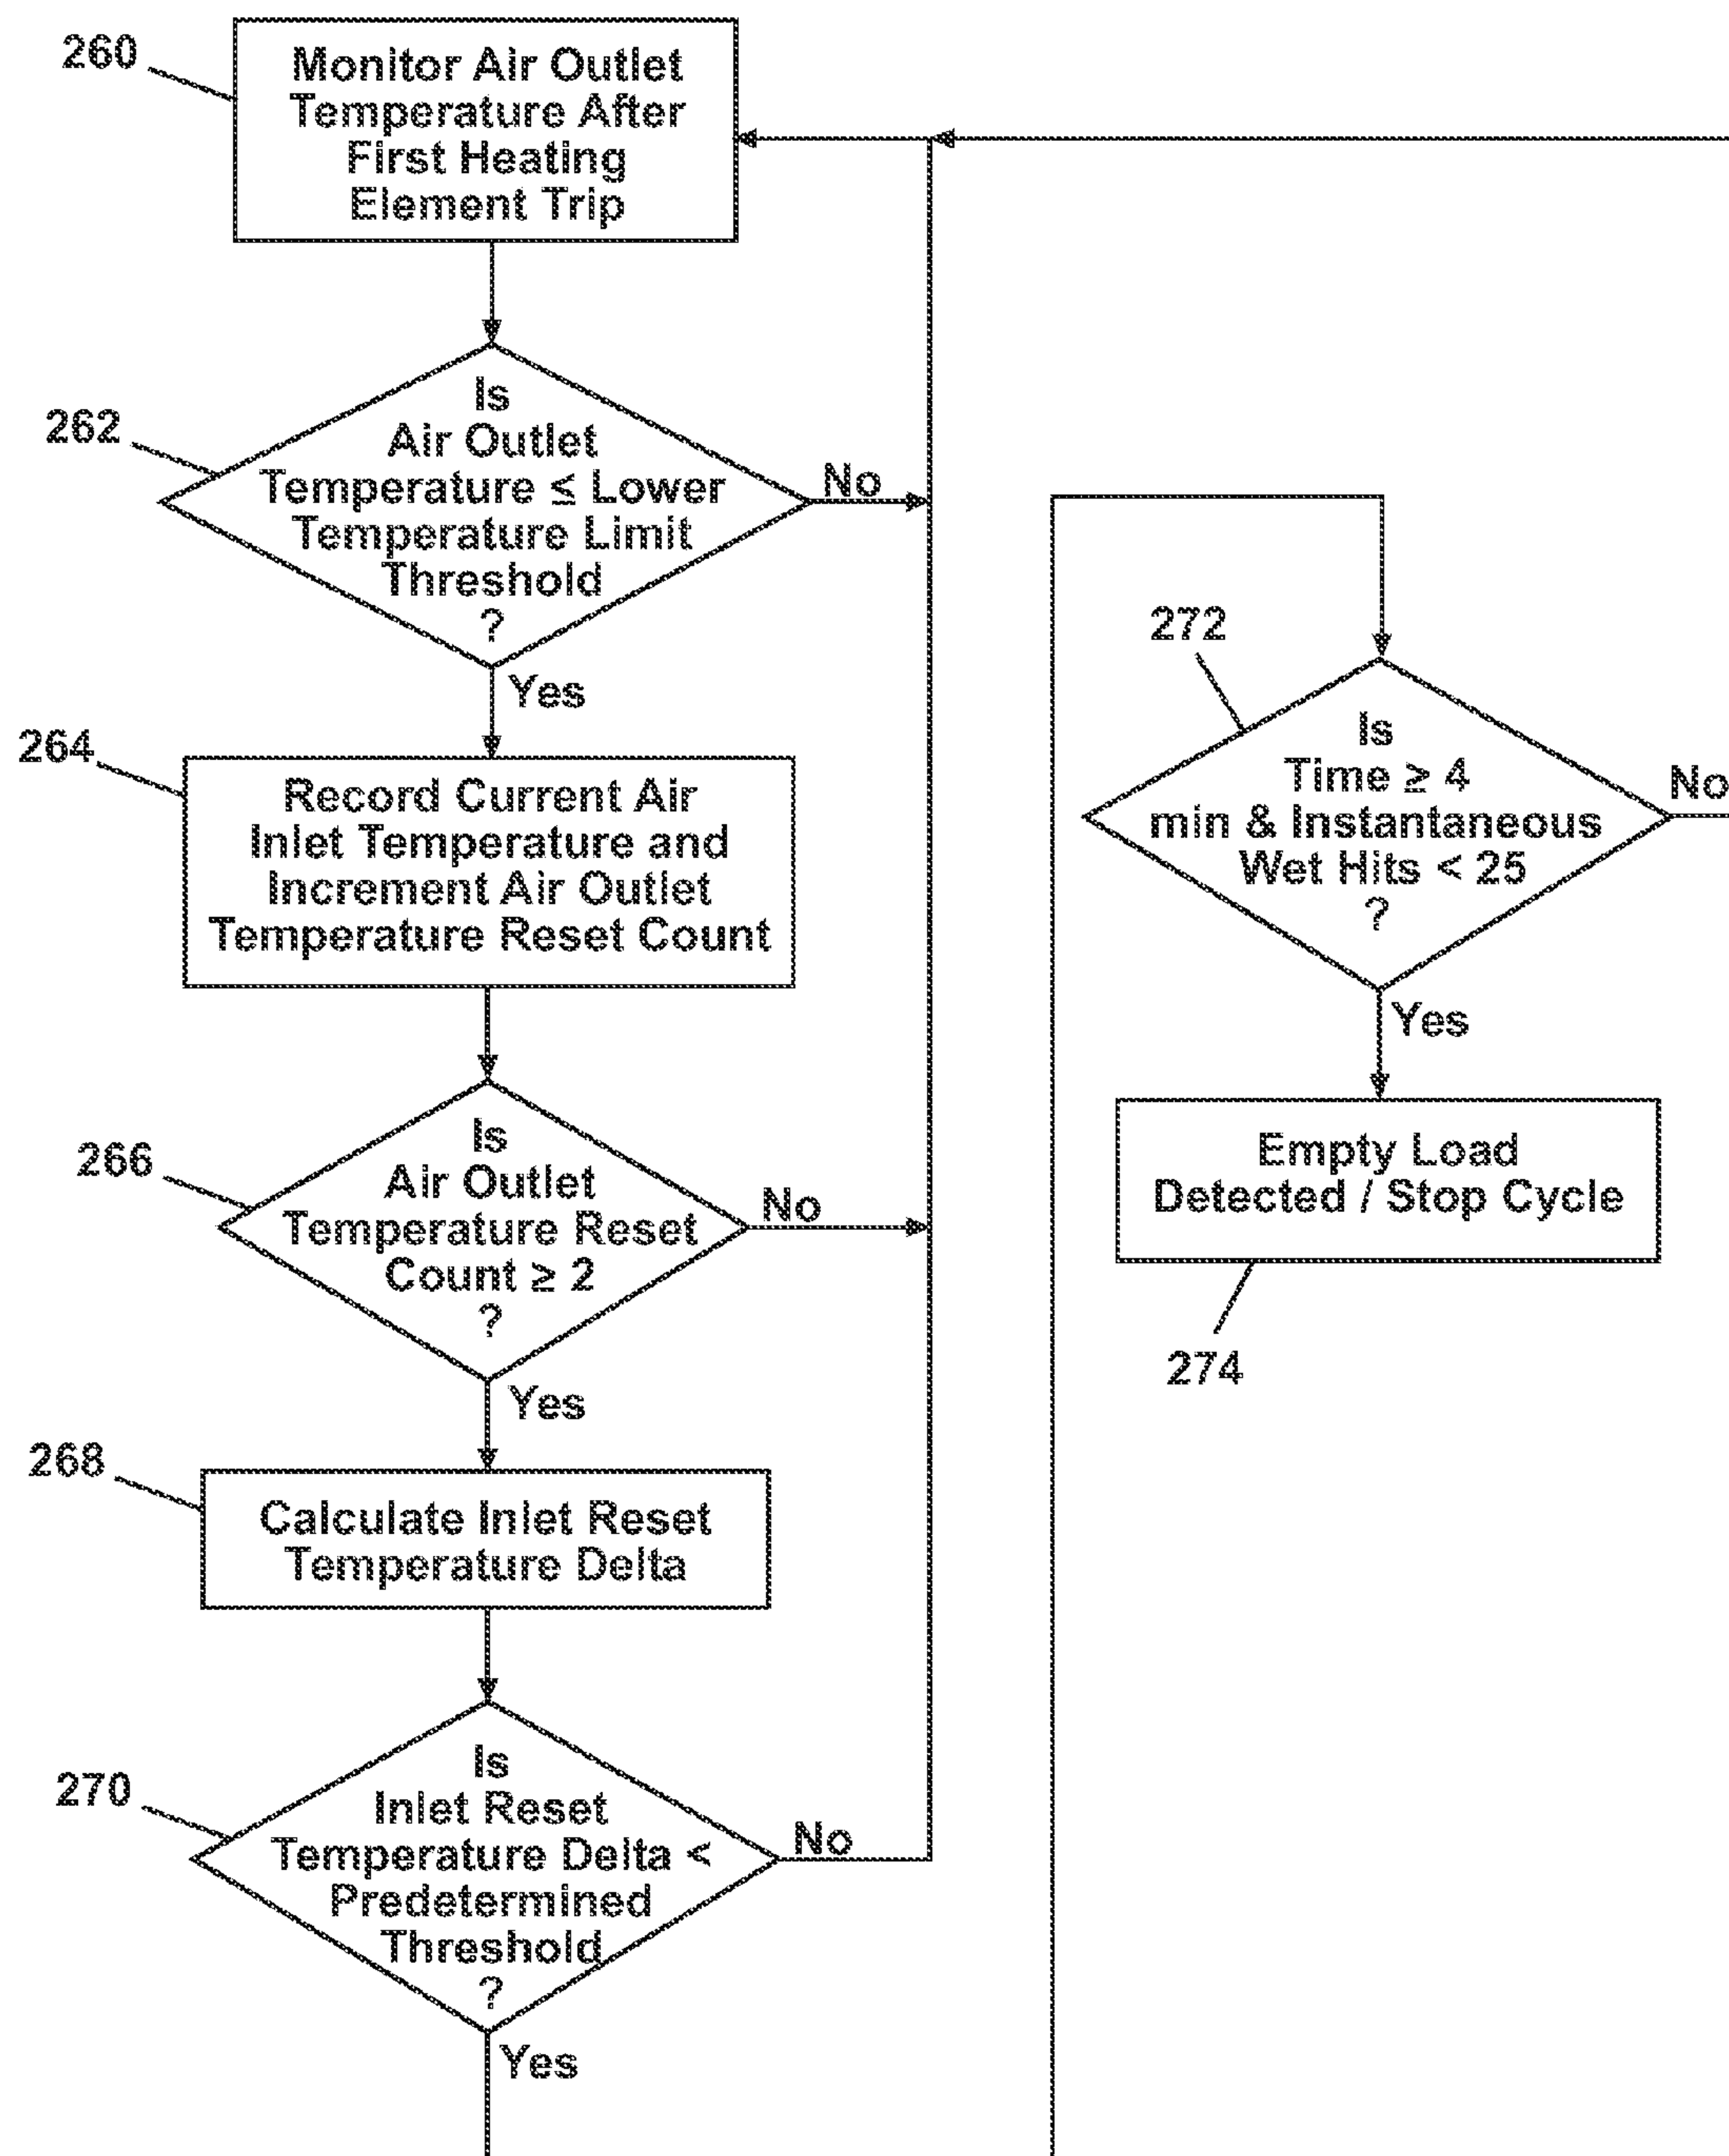 260
Monitor Air Outlet
Temperature After
First Heating
Element Trip
262
Is
Air Outlet
Temperature ≤ Lower
Temperature Limit
Threshold
?
No
Yes
264
Record Current Air
Inlet Temperature and
Increment Air Outlet
Temperature Reset Count
266
Is
Air Outlet
Temperature Reset
Count ≥ 2
?
No
Yes
268
Calculate Inlet Reset
Temperature Delta
270
Is
Inlet Reset
Temperature Delta <
Predetermined
Threshold
?
No
Yes
272
Is
Time ≥ 4
min & Instantaneous
Wet Hits < 25
?
No
Yes
Empty Load
Detected / Stop Cycle
274